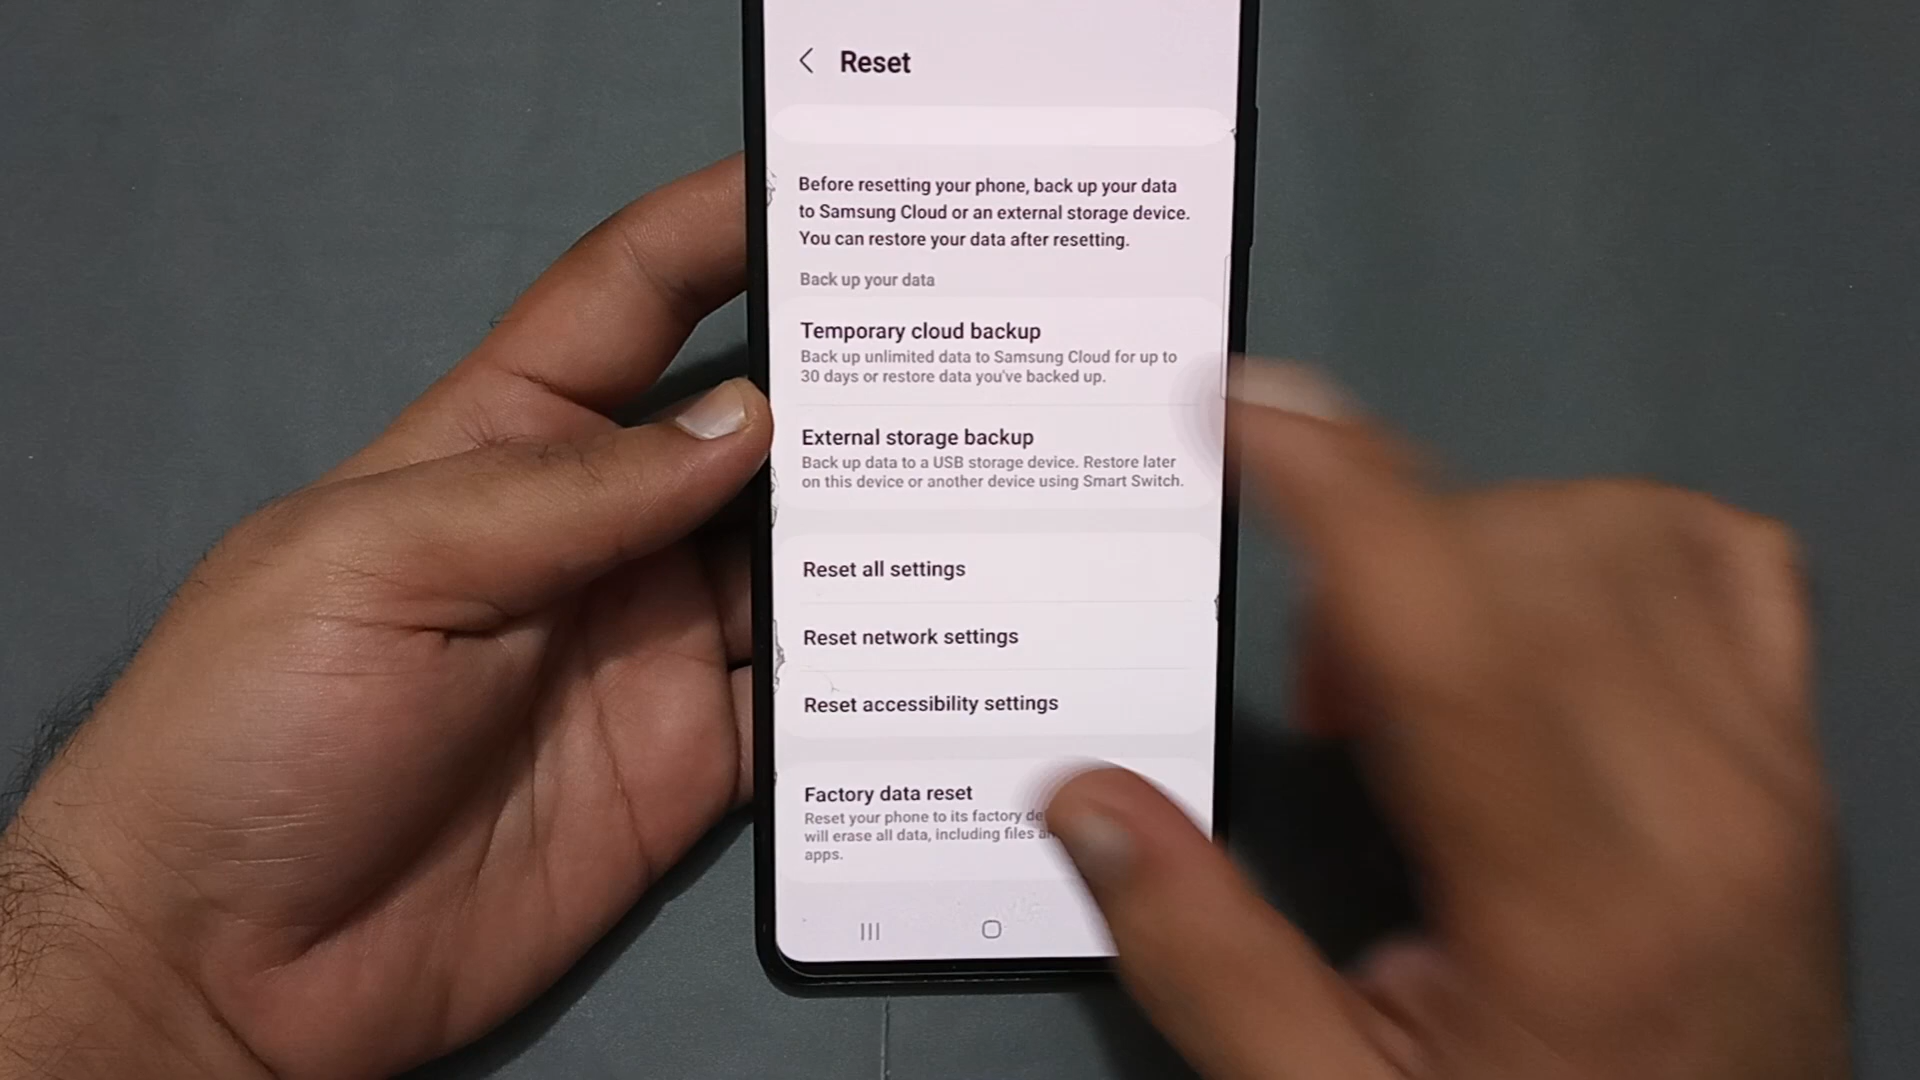 Reset
Before resetting your phone, back up your data
to Samsung Cloud or an external storage device.
You can restore your data after resetting.
Back up your data
Temporary cloud backup
Back up unlimited data to Samsung Cloud for up to
30 days or restore data you've backed up.
External storage backup
Back up data to a USB storage device. Restore later
on this device or another device using Smart Switch.
Reset all settings
Reset network settings
Reset accessibility settings
Factory data reset
Reset your phone to its factory
will erase all data, including files
apps.